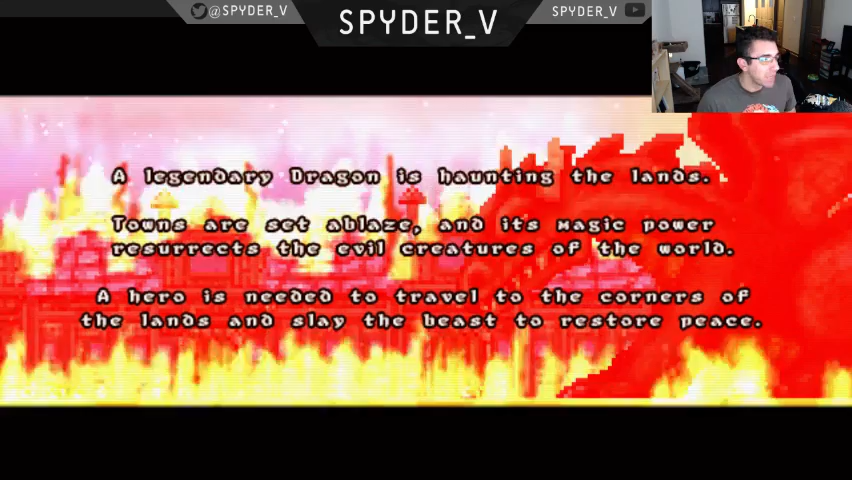 @SPYDER_V
SPYDER_V
SPYDER_V
A legendary Dragon is haunting the lands.
Towns are set ablaze, and its magic power
resurrects the evil creatures of the world.
A hero is needed to travel to the corners of
the lands and slay the beast to restore peace.